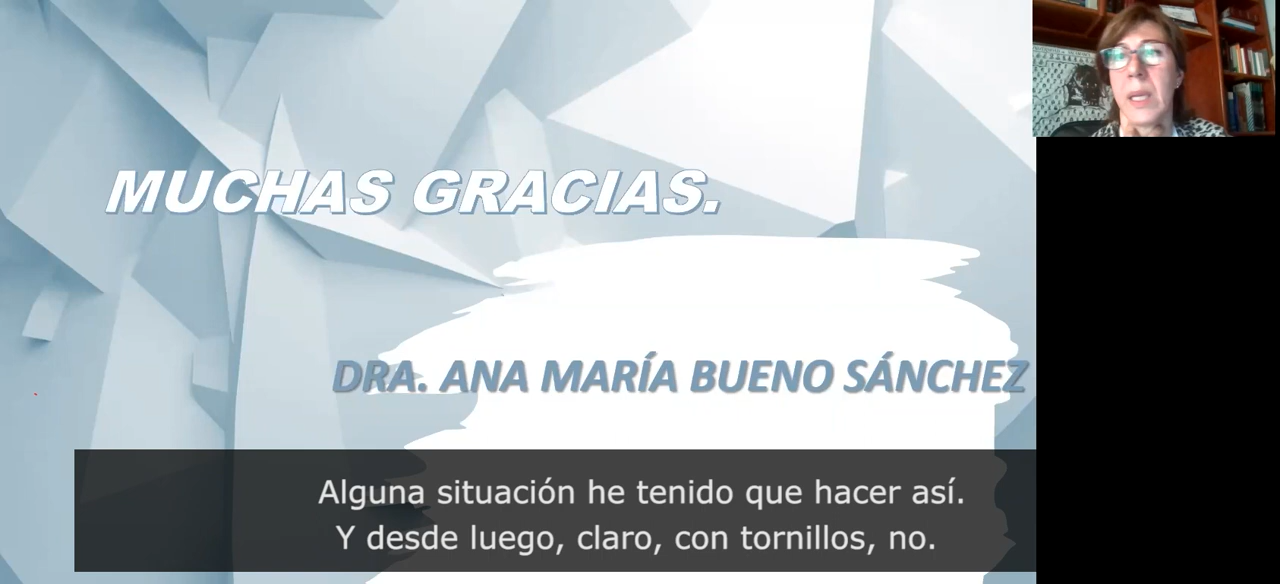 MUCHAS GRACIAS.
DRA. ANA MARÍA BUENO SÁNCHEZ
Alguna situación he tenido que hacer así.
Y desde luego, claro, con tornillos, no.